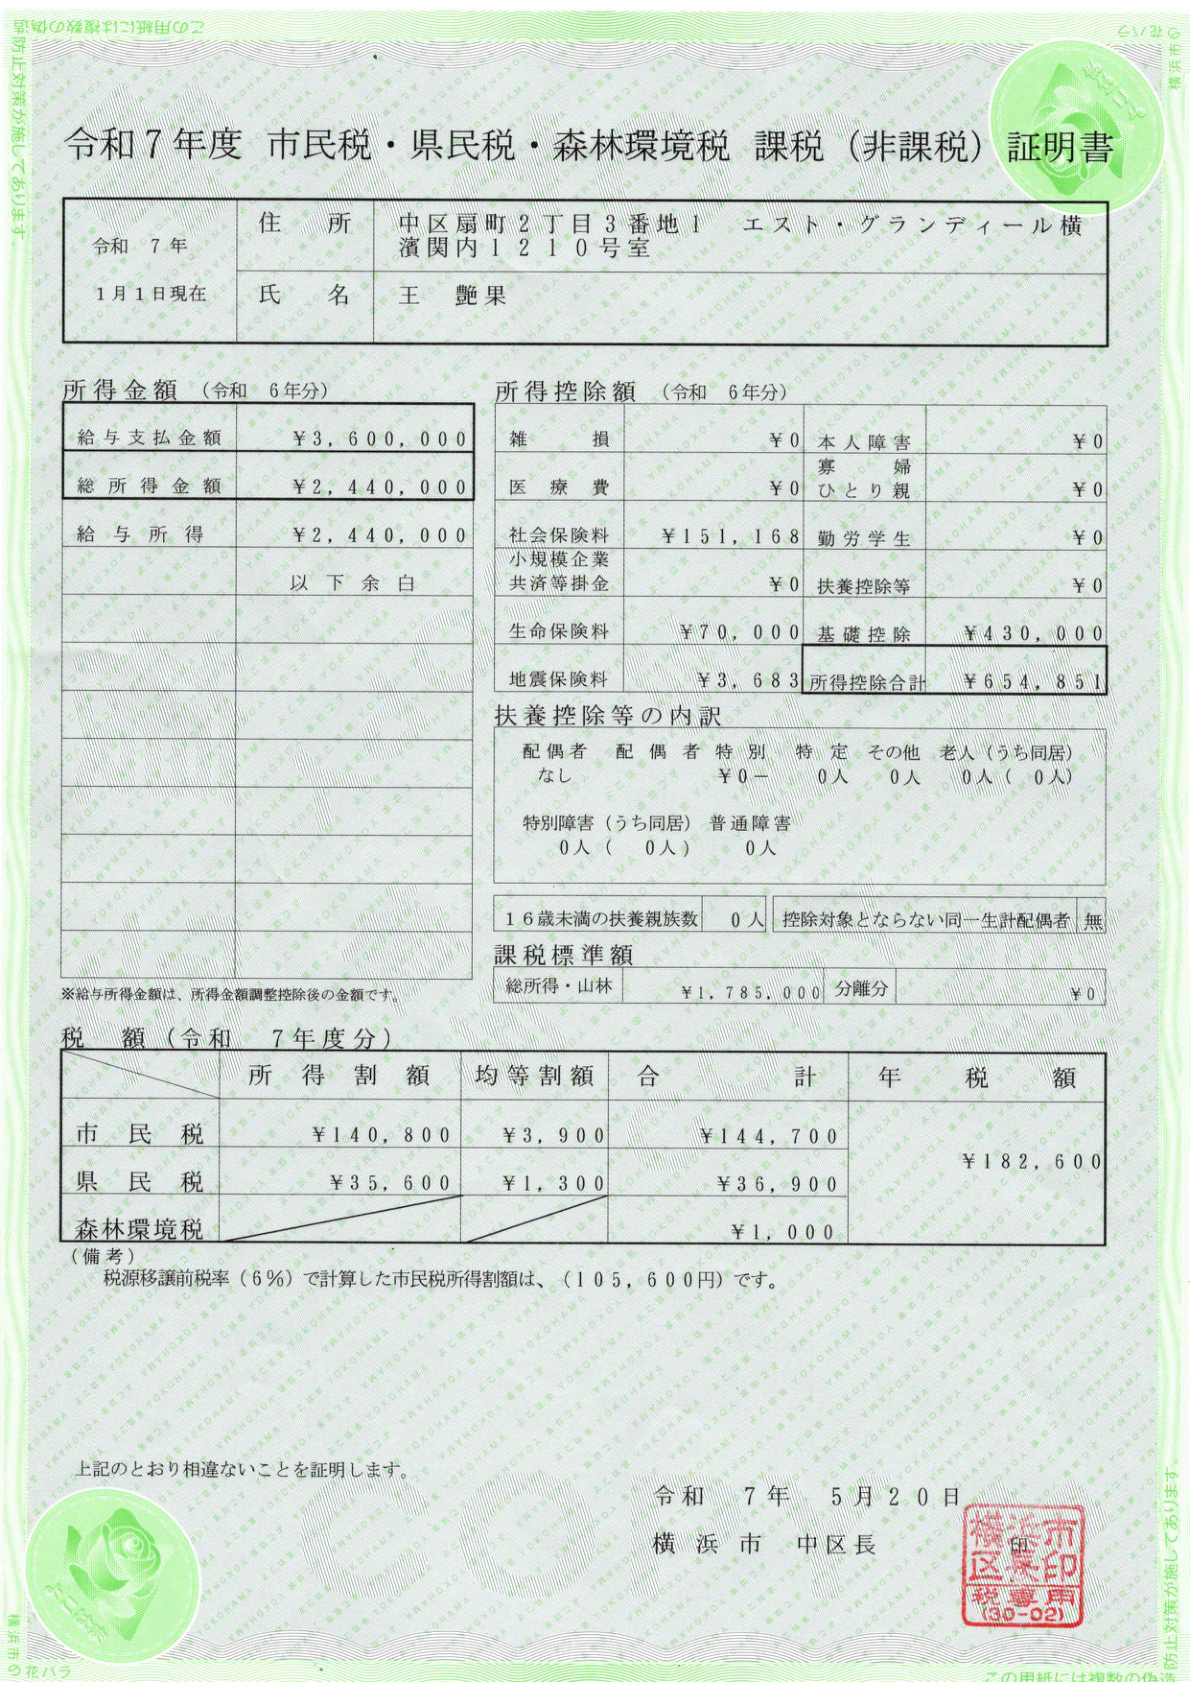 この用紙には複数の偽造
防止対策が施してあります
の花バラ
横浜市
令和７年度 市民税・県民税・森林環境税 課税（非課税）証明書
令和 7年
1月1日現在
住所 中区扇町2丁目3番地1 エスト・グランディール横
濱関内1210号室
氏名 王 艶果
所得金額 （令和 6年分）
給与支払金額 ¥3,600,000
総所得金額 ¥2,440,000
給与所得 ¥2,440,000
以下余白
※給与所得金額は、所得金額調整控除後の金額です。
所得控除額 （令和 6年分）
雑損 ¥0 本人障害 ¥0
医療費 ¥0 寡婦 ひとり親 ¥0
社会保険料 ¥151,168 勤労学生 ¥0
小規模企業
共済等掛金 ¥0 扶養控除等 ¥0
生命保険料 ¥70,000 基礎控除 ¥430,000
地震保険料 ¥3,683 所得控除合計 ¥654,851
扶養控除等の内訳
配偶者 配偶者特別 特定 その他 老人（うち同居）
なし ¥0－ 0人 0人 0人（ 0人）
特別障害（うち同居） 普通障害
0人（ 0人） 0人
16歳未満の扶養親族数 0人 控除対象とならない同一生計配偶者 無
課税標準額
総所得・山林 ¥1,785,000 分離分 ¥0
税額（令和 7年度分）
所得割額 均等割額 合計 年税額
市民税 ¥140,800 ¥3,900 ¥144,700
¥182,600
県民税 ¥35,600 ¥1,300 ¥36,900
森林環境税 ¥1,000
（備考）
税源移譲前税率（6％）で計算した市民税所得割額は、（105,600円）です。
上記のとおり相違ないことを証明します。
令和 7年 5月20日
横浜市 中区長 印
横浜市
区長印
税専用
(30-02)
横浜市の花バラ
この用紙には複数の偽造
防止対策が施してあります